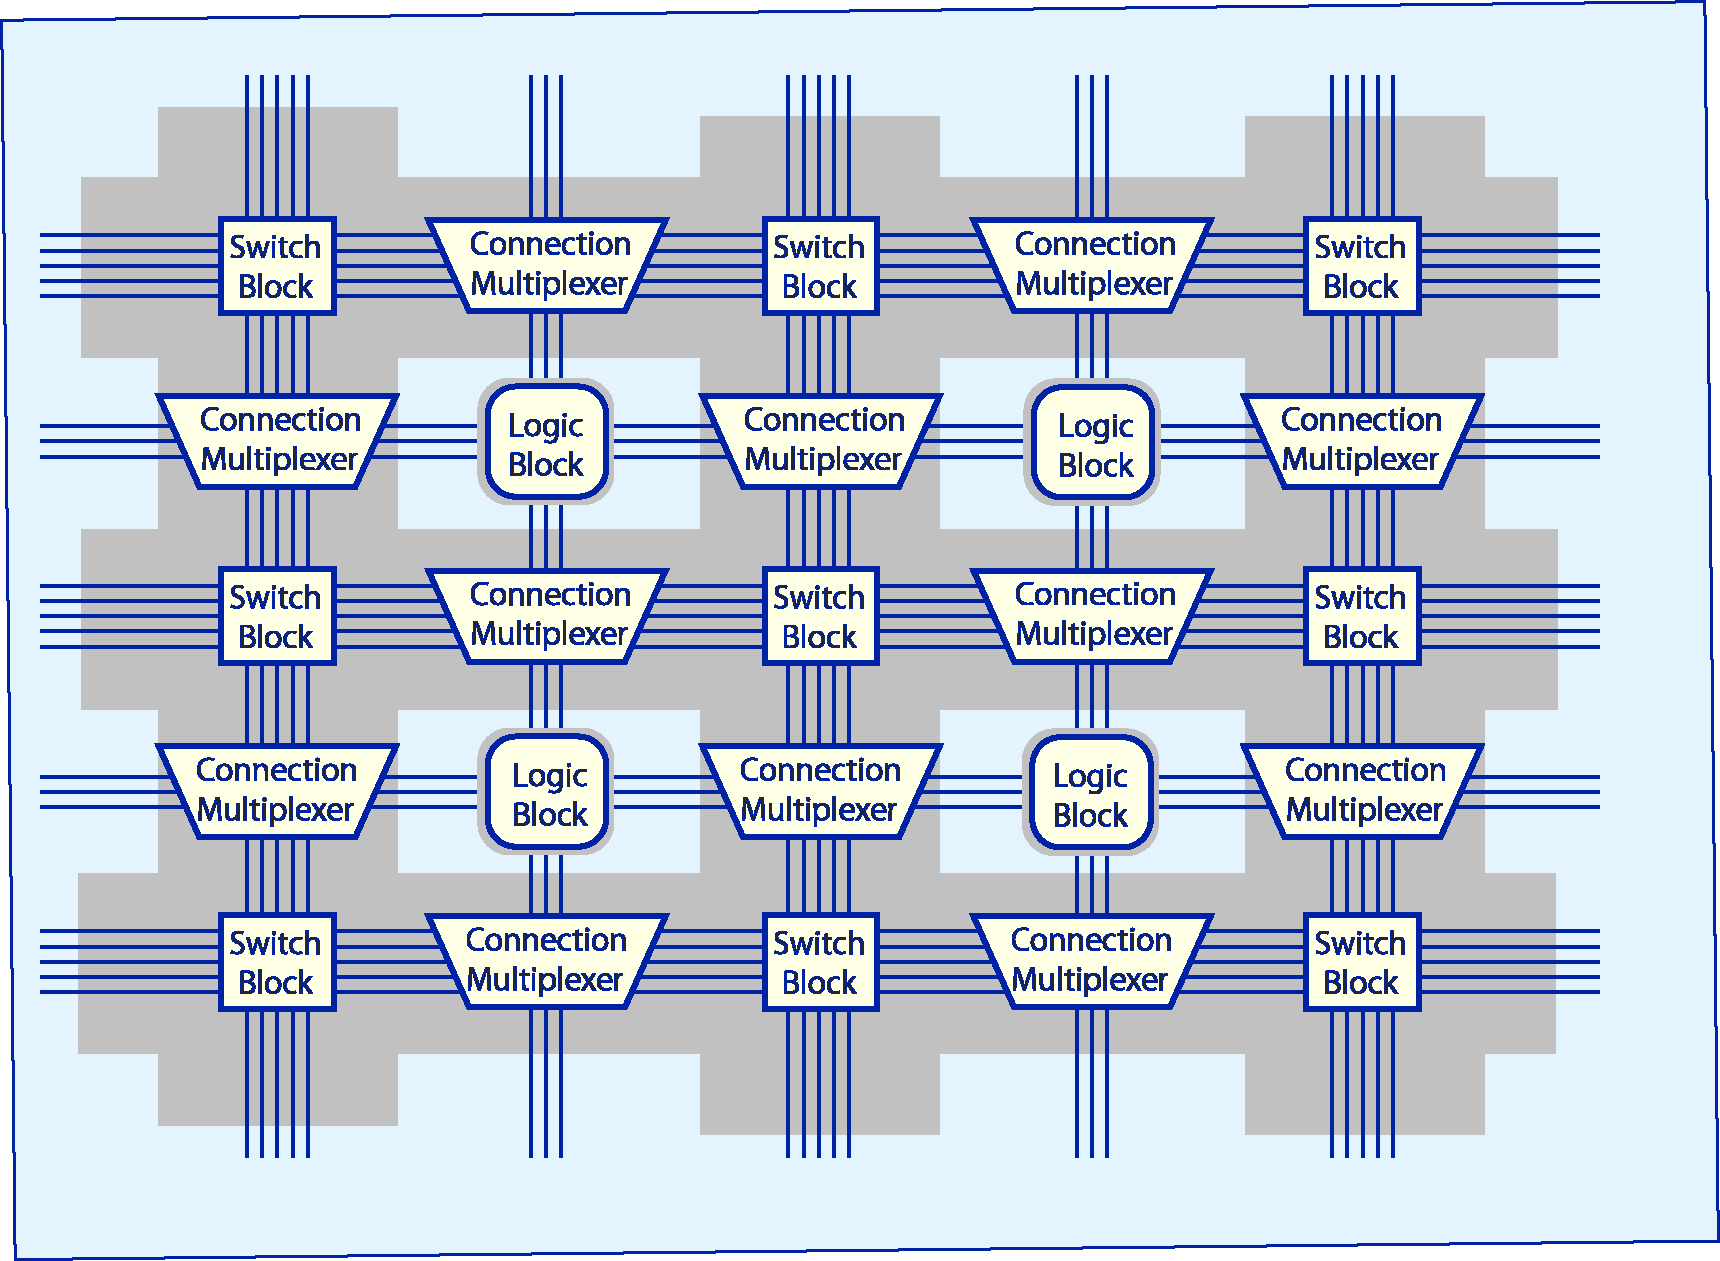 Switch
Block
Connection
Multiplexer
Switch
Block
Connection
Multiplexer
Switch
Block
Connection
Multiplexer
Logic
Block
Connection
Multiplexer
Logic
Block
Connection
Multiplexer
Switch
Block
Connection
Multiplexer
Switch
Block
Connection
Multiplexer
Switch
Block
Connection
Multiplexer
Logic
Block
Connection
Multiplexer
Logic
Block
Connection
Multiplexer
Switch
Block
Connection
Multiplexer
Switch
Block
Connection
Multiplexer
Switch
Block